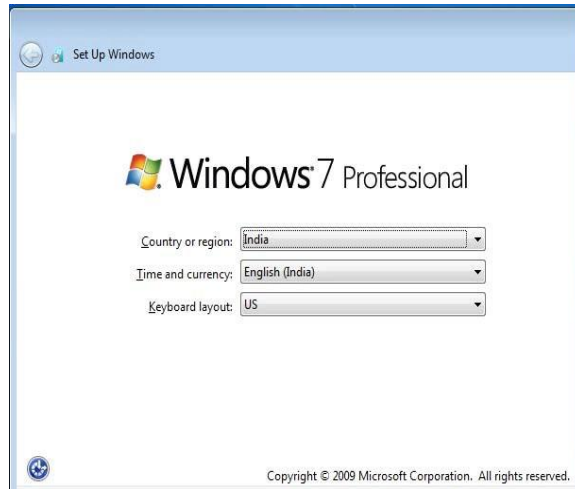 Set Up Windows
Windows 7 Professional
Country or region: India
Time and currency: English (India)
Keyboard layout: US
Copyright © 2009 Microsoft Corporation. All rights reserved.